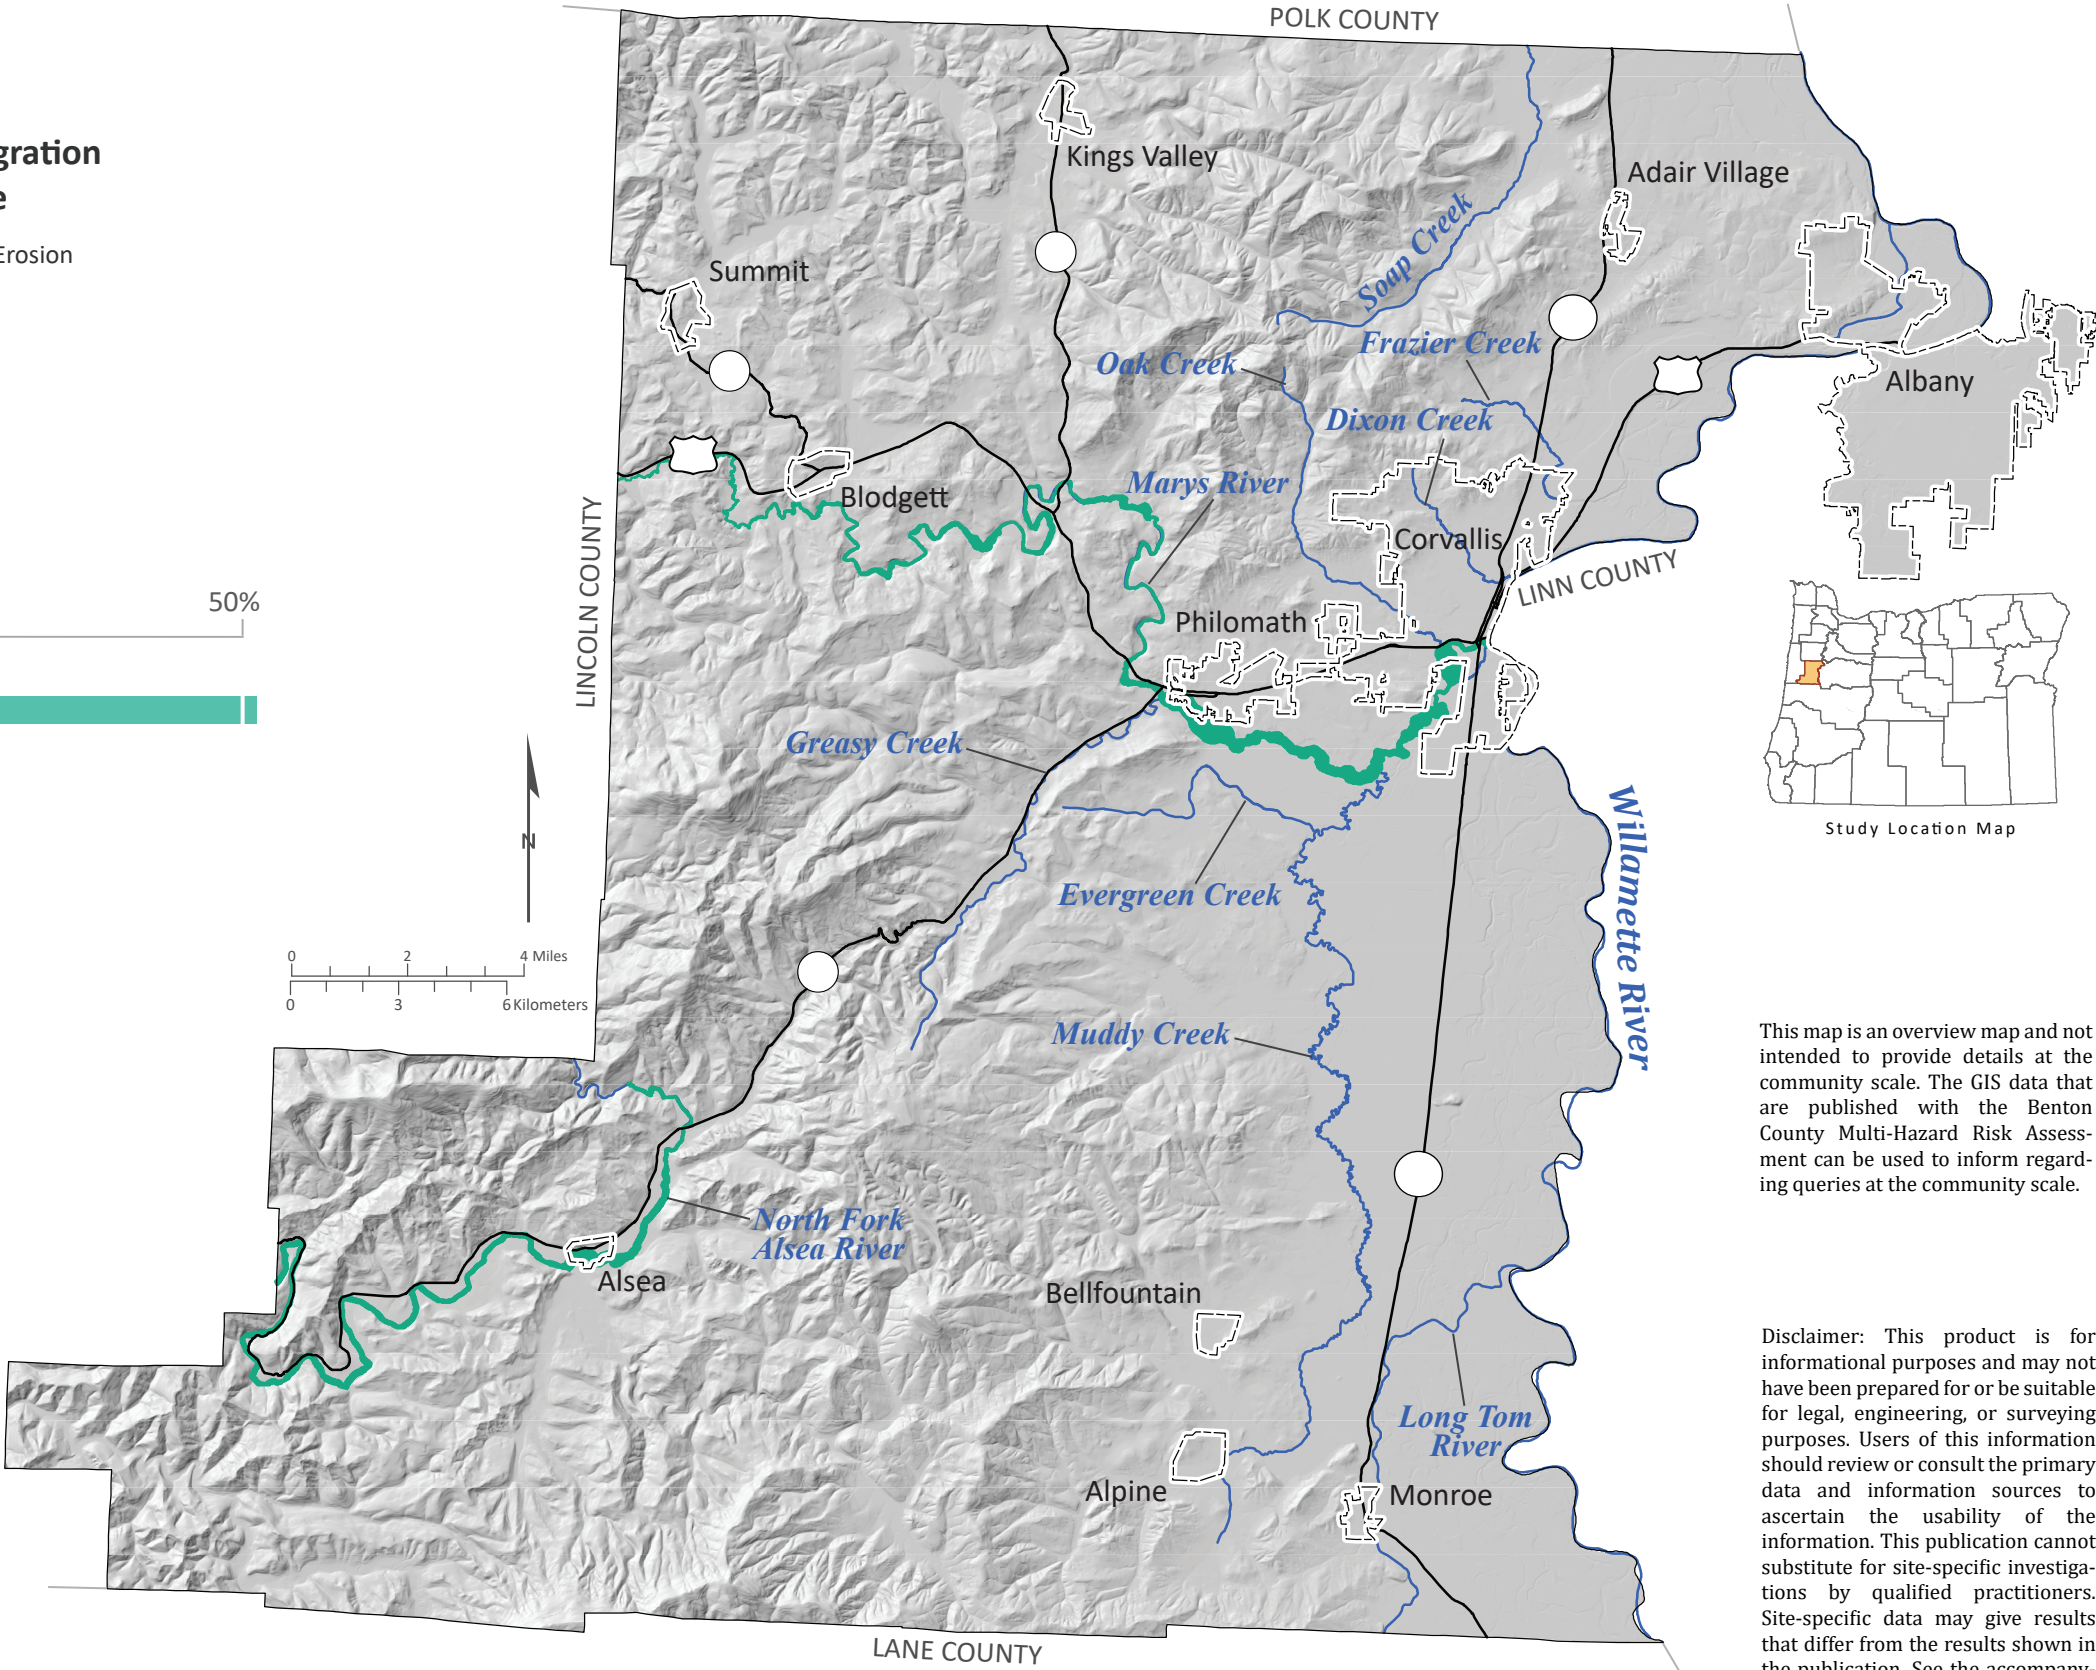 POLK COUNTY
gration
e
Erosion
50%
Kings Valley
Adair Village
Summit
Soap Creek
Frazier Creek
Oak Creek
Albany
Dixon Creek
Marys River
Blodgett
LINCOLN COUNTY
Corvallis
LINN COUNTY
Philomath
Greasy Creek
N
Willamette River
Study Location Map
Evergreen Creek
0 2 4 Miles
0 3 6 Kilometers
Muddy Creek
This map is an overview map and not
intended to provide details at the
community scale. The GIS data that
are published with the Benton
County Multi-Hazard Risk Assess-
ment can be used to inform regard-
ing queries at the community scale.
North Fork
Alsea River
Alsea
Bellfountain
Long Tom
River
Alpine
Monroe
Disclaimer: This product is for
informational purposes and may not
have been prepared for or be suitable
for legal, engineering, or surveying
purposes. Users of this information
should review or consult the primary
data and information sources to
ascertain the usability of the
information. This publication cannot
substitute for site-specific investiga-
tions by qualified practitioners.
Site-specific data may give results
that differ from the results shown in
the publication. See the accompany-
LANE COUNTY